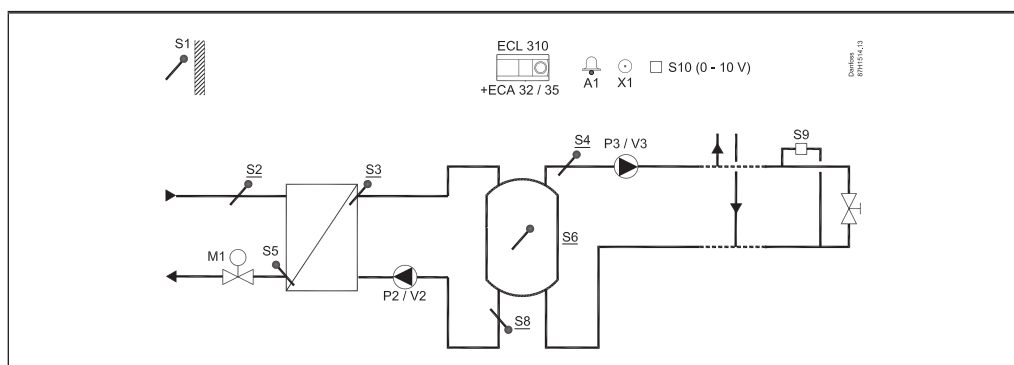 S1
ECL 310
+ECA 32 / 35
A1
X1
S10 (0 - 10 V)
Danfoss
87H1514.13
S2
S3
S4
P3 / V3
S9
S6
M1
S5
P2 / V2
S8